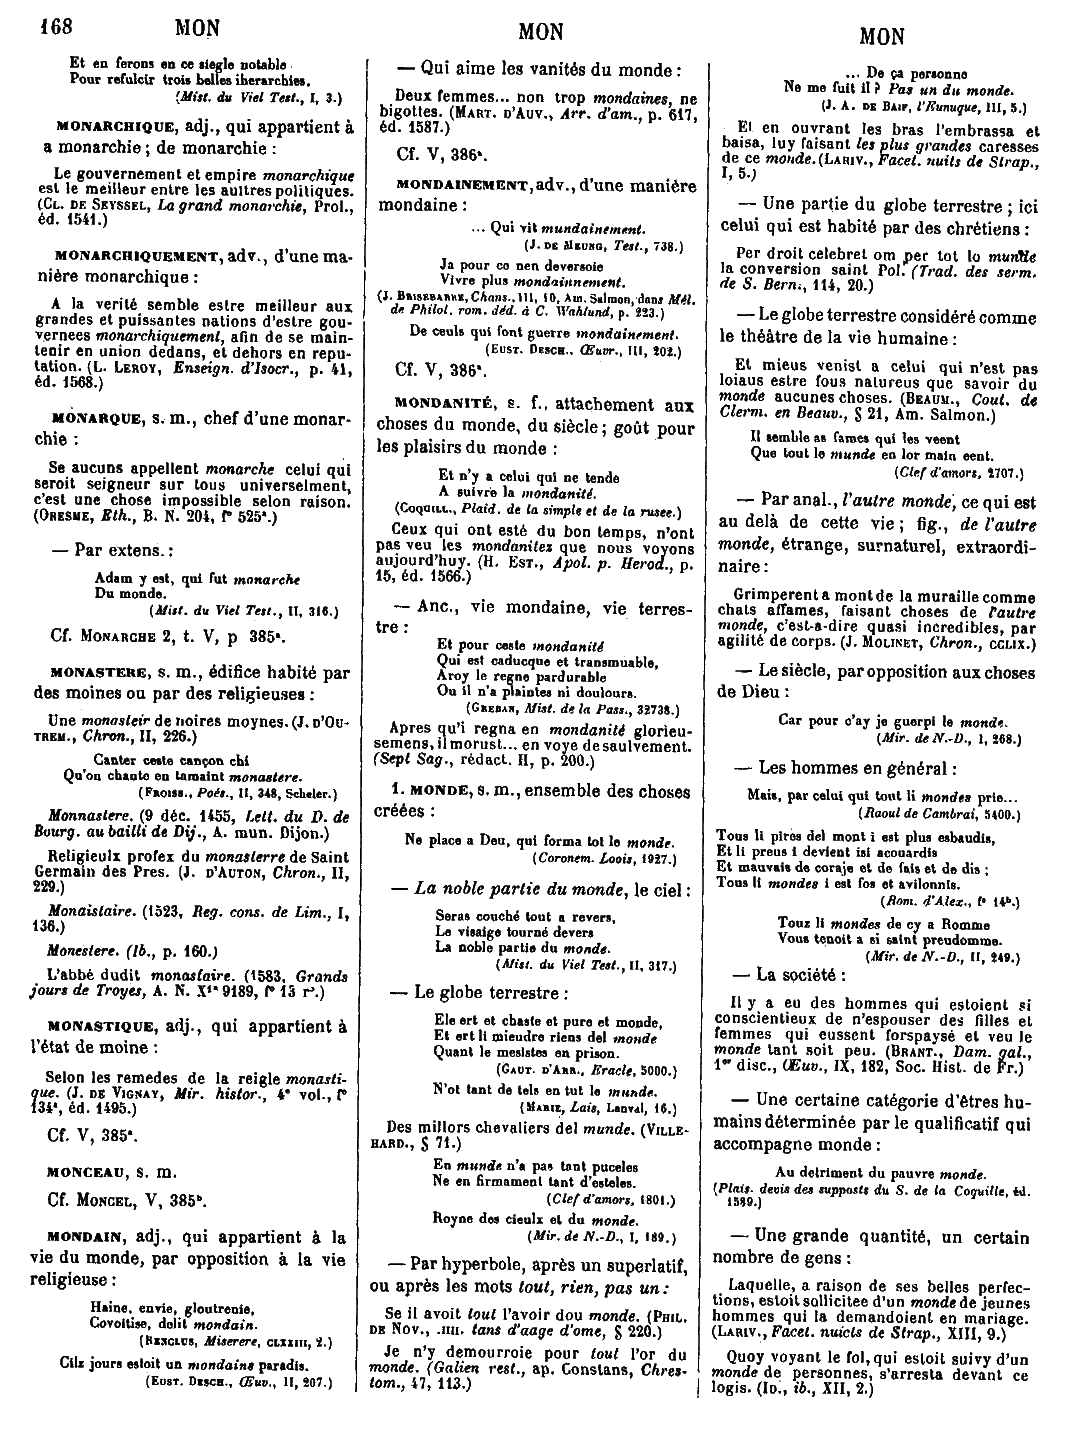 168 MON
MON
MON
Et en ferons en ce siegle notable
Pour refulcir trois belles iherarchies.
(Mist. du Viel Test., I, 3.)
MONARCHIQUE, adj., qui appartient à
a monarchie ; de monarchie :
Le gouvernement et empire monarchique
est le meilleur entre les aultres politiques.
(CL. DE SEYSSEL, La grand monarchie, Prol.,
éd. 1541.)
MONARCHIQUEMENT, adv., d'une ma-
nière monarchique :
A la verité semble estre meilleur aux
grandes et puissantes nations d'estre gou-
vernees monarchiquement, afin de se main-
tenir en union dedans, et dehors en repu-
tation. (L. LEROY, Enseign. d'Isocr., p. 41,
éd. 1568.)
MONARQUE, s. m., chef d'une monar-
chie :
Se aucuns appellent monarche celui qui
seroit seigneur sur tous universelment,
c'est une chose impossible selon raison.
(ORESME, Eth., B. N. 204, fº 525ª.)
— Par extens. :
Adam y est, qui fut monarche
Du monde.
(Mist. du Viel Test., II, 316.)
Cf. MONARCHE 2, t. V, p 385ª.
MONASTERE, s. m., édifice habité par
des moines ou par des religieuses :
Une monasteir de noires moynes. (J. D'OU-
TREM., Chron., II, 226.)
Canter ceste cançon chi
Qu'on chante en tamaint monastere.
(FROISS., Poés., II, 348, Scheler.)
Monnastere. (9 déc. 1455, Lett. du D. de
Bourg. au bailli de Dij., A. mun. Dijon.)
Religieulx profex du monasterre de Saint
Germain des Pres. (J. D'AUTON, Chron., II,
229.)
Monaistaire. (1523, Reg. cons. de Lim., I,
136.)
Monestere. (Ib., p. 160.)
L'abbé dudit monastaire. (1583, Grands
jours de Troyes, A. N. X¹ª 9189, fº 13 rº.)
MONASTIQUE, adj., qui appartient à
l'état de moine :
Selon les remedes de la reigle monasti-
que. (J. DE VIGNAY, Mir. histor., 4ᵉ vol., fº
134ª, éd. 1495.)
Cf. V, 385ª.
MONCEAU, s. m.
Cf. MONCEL, V, 385ᵇ.
MONDAIN, adj., qui appartient à la
vie du monde, par opposition à la vie
religieuse :
Haine, envie, gloutrenie,
Covoitise, delit mondain.
(RENCLUS, Miserere, CLXXIII, 2.)
Cilz jours estoit un mondains paradis.
(EUST. DESCH., Œuv., II, 207.)
— Qui aime les vanités du monde :
Deux femmes... non trop mondaines, ne
bigottes. (MART. D'AUV., Arr. d'am., p. 617,
éd. 1587.)
Cf. V, 386ª.
MONDAINEMENT, adv., d'une manière
mondaine :
... Qui vit mundainement.
(J. DE MEUNG, Test., 738.)
Ja pour ce nen deversoie
Vivre plus mondainnement.
(J. BRISEBARRE, Chans., III, 10, Am. Salmon, dans Mél.
de Philol. rom. déd. à C. Wahlund, p. 223.)
De ceuls qui font guerre mondainement.
(EUST. DESCH., Œuvr., III, 202.)
Cf. V, 386ª.
MONDANITÉ, s. f., attachement aux
choses du monde, du siècle ; goût pour
les plaisirs du monde :
Et n'y a celui qui ne tende
A suivre la mondanité.
(COQUILL., Plaid. de la simple et de la rusee.)
Ceux qui ont esté du bon temps, n'ont
pas veu les mondanitez que nous voyons
aujourd'huy. (H. EST., Apol. p. Herod., p.
15, éd. 1566.)
— Anc., vie mondaine, vie terres-
tre :
Et pour ceste mondanité
Qui est caducque et transmuable,
Aroy le regne pardurable
Ou il n'a plaintes ni doulours.
(GREBAN, Mist. de la Pass., 32738.)
Apres qu'i regna en mondanité glorieu-
semens, il morust... en voye de saulvement.
(Sept Sag., rédact. II, p. 200.)
1. MONDE, s. m., ensemble des choses
créées :
Ne place a Deu, qui forma tot le monde.
(Coronem. Loois, 1927.)
— La noble partie du monde, le ciel :
Seras couché tout a revers,
Le visaige tourné devers
La noble partie du monde.
(Mist. du Viel Test., II, 317.)
— Le globe terrestre :
Ele ert et chaste et pure et monde,
Et ert li mieudre riens del monde
Quant le mesistes en prison.
(GAUT. D'ARR., Eracle, 5000.)
N'ot tant de tels en tut le munde.
(MARIE, Lais, Lanval, 16.)
Des millors chevaliers del munde. (VILLE-
HARD., § 71.)
En munde n'a pas tant puceles
Ne en firmament tant d'esteles.
(Clef d'amors, 1801.)
Royne des cieulx et du monde.
(Mir. de N.-D., I, 189.)
— Par hyperbole, après un superlatif,
ou après les mots tout, rien, pas un :
Se il avoit tout l'avoir dou monde. (PHIL.
DE NOV., .IIII. tans d'aage d'ome, § 220.)
Je n'y demourroie pour tout l'or du
monde. (Galien rest., ap. Constans, Chres-
tom., 47, 113.)
... De ça personne
Ne me fuit il ? Pas un du monde.
(J. A. DE BAIF, l'Eunuque, III, 5.)
Et en ouvrant les bras l'embrassa et
baisa, luy faisant les plus grandes caresses
de ce monde. (LARIV., Facet. nuits de Strap.,
I, 5.)
— Une partie du globe terrestre ; ici
celui qui est habité par des chrétiens :
Per droit celebret om per tot lo munde
la conversion saint Pol. (Trad. des serm.
de S. Bern., 114, 20.)
— Le globe terrestre considéré comme
le théâtre de la vie humaine :
Et mieus venist a celui qui n'est pas
loiaus estre fous natureus que savoir du
monde aucunes choses. (BEAUM., Cout. de
Clerm. en Beauv., § 21, Am. Salmon.)
Il semble as fames qui les veent
Que tout le munde en lor main eent.
(Clef d'amors, 2707.)
— Par anal., l'autre monde, ce qui est
au delà de cette vie ; fig., de l'autre
monde, étrange, surnaturel, extraordi-
naire :
Grimperent a mont de la muraille comme
chats affames, faisant choses de l'autre
monde, c'est-a-dire quasi incredibles, par
agilité de corps. (J. MOLINET, Chron., CCLIX.)
— Le siècle, par opposition aux choses
de Dieu :
Car pour c'ay je guerpi le monde.
(Mir. de N.-D., I, 268.)
— Les hommes en général :
Mais, par celui qui tout li mondes prie...
(Raoul de Cambrai, 5400.)
Tous li pires del mont i est plus esbaudis,
Et li preus i devient isi acouardis
Et mauvais de coraje et de fais et de dis ;
Tous li mondes i est fos et avilonnis.
(Rom. d'Alex., fº 14ᵇ.)
Touz li mondes de cy a Romme
Vous tenoit a si saint preudomme.
(Mir. de N.-D., II, 249.)
— La société :
Il y a eu des hommes qui estoient si
conscientieux de n'espouser des filles et
femmes qui eussent forspaysé et veu le
monde tant soit peu. (BRANT., Dam. gal.,
1ᵉʳ disc., Œuv., IX, 182, Soc. Hist. de Fr.)
— Une certaine catégorie d'êtres hu-
mains déterminée par le qualificatif qui
accompagne monde :
Au detriment du pauvre monde.
(Plais. devis des supposts du S. de la Coquille, éd.
1589.)
— Une grande quantité, un certain
nombre de gens :
Laquelle, a raison de ses belles perfec-
tions, estoit sollicitee d'un monde de jeunes
hommes qui la demandoient en mariage.
(LARIV., Facet. nuicts de Strap., XIII, 9.)
Quoy voyant le fol, qui estoit suivy d'un
monde de personnes, s'arresta devant ce
logis. (ID., ib., XII, 2.)